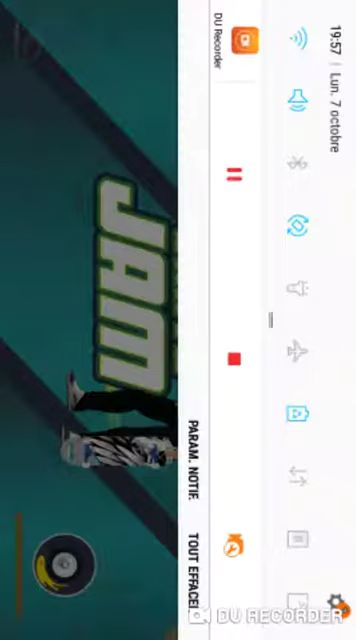 19:57 | Lun. 7 octobre
DU Recorder
PARAM. NOTIF.
TOUT EFFACER
JAM
DU RECORDER